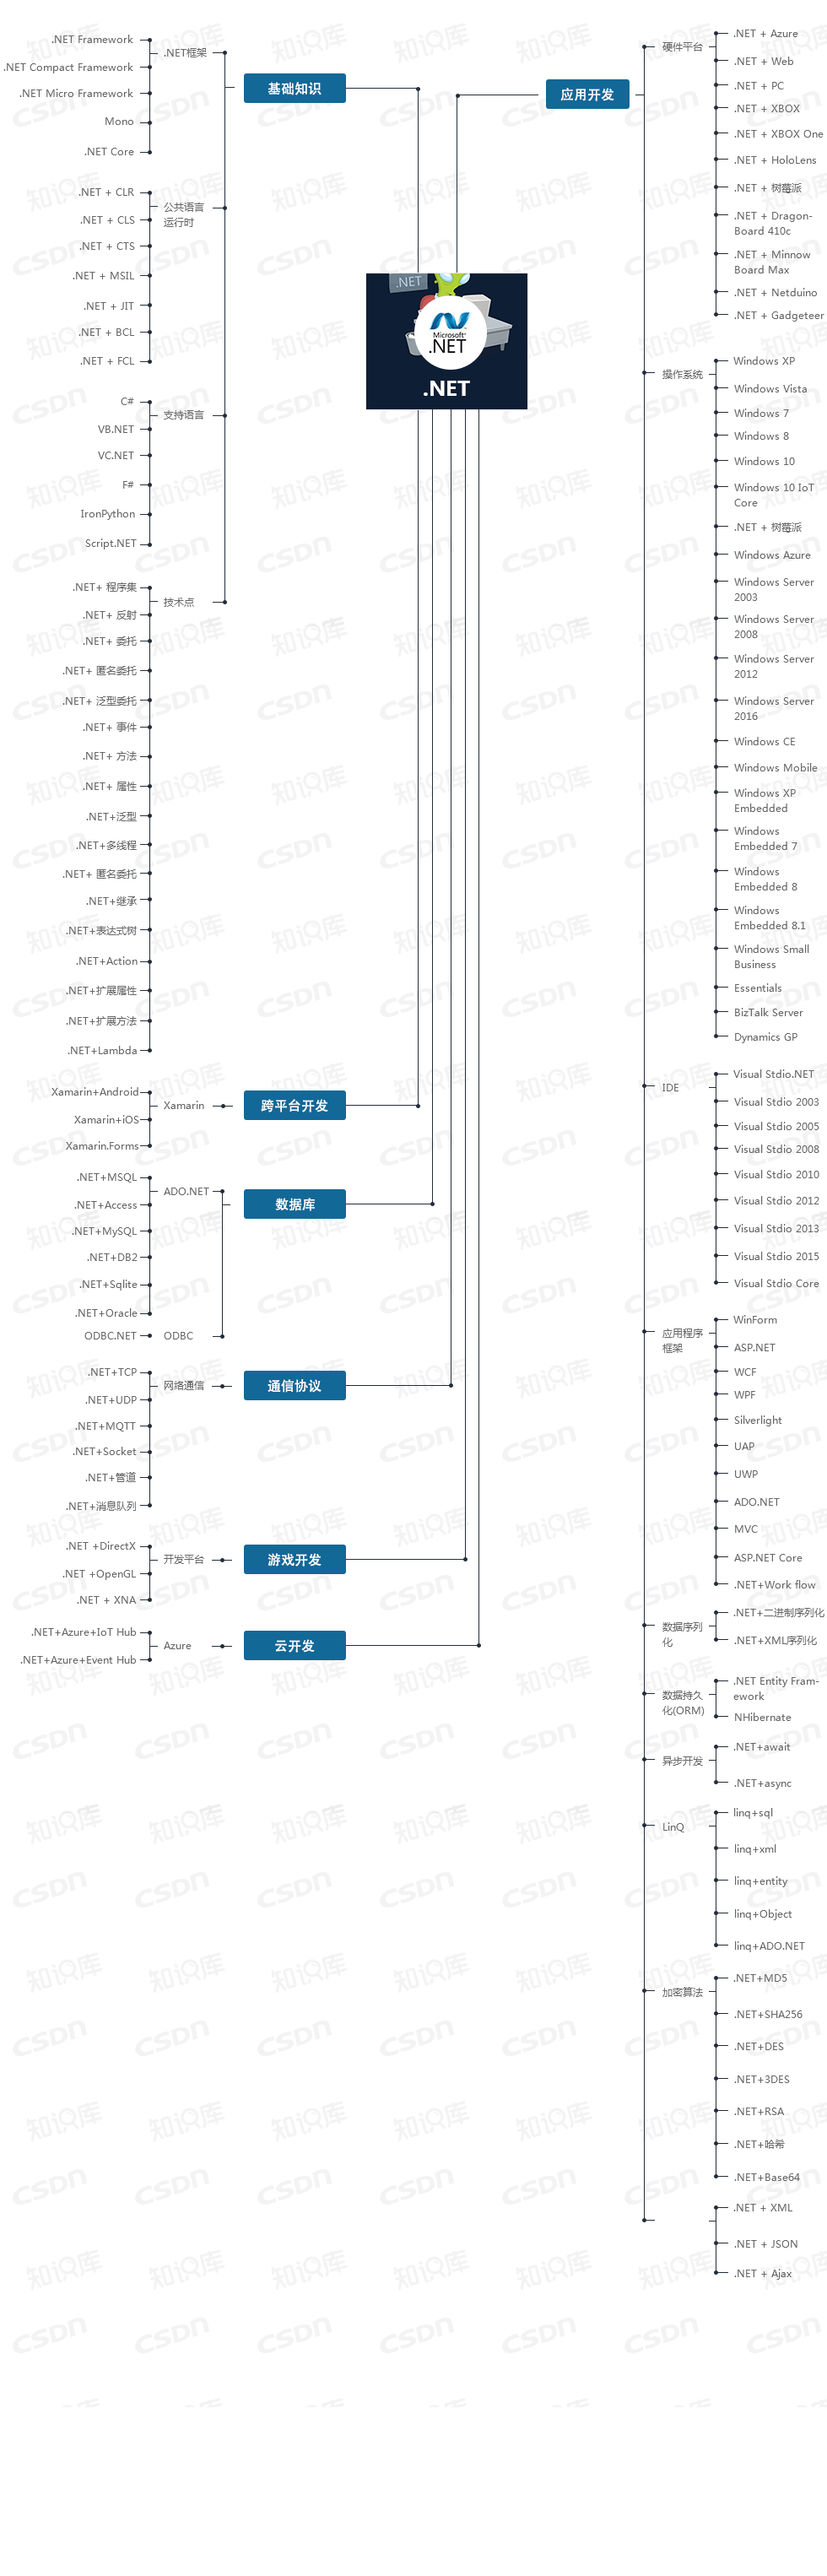 .NET Framework
.NET Compact Framework
.NET Micro Framework
Mono
.NET Core
.NET框架
基础知识
.NET + CLR
.NET + CLS
.NET + CTS
.NET + MSIL
.NET + JIT
.NET + BCL
.NET + FCL
公共语言
运行时
C#
VB.NET
VC.NET
F#
IronPython
Script.NET
支持语言
.NET+ 程序集
.NET+ 反射
.NET+ 委托
.NET+ 匿名委托
.NET+ 泛型委托
.NET+ 事件
.NET+ 方法
.NET+ 属性
.NET+泛型
.NET+多线程
.NET+ 匿名委托
.NET+继承
.NET+表达式树
.NET+Action
.NET+扩展属性
.NET+扩展方法
.NET+Lambda
技术点
Xamarin+Android
Xamarin+iOS
Xamarin.Forms
Xamarin
跨平台开发
.NET+MSQL
.NET+Access
.NET+MySQL
.NET+DB2
.NET+Sqlite
.NET+Oracle
ADO.NET
数据库
ODBC.NET
ODBC
.NET+TCP
.NET+UDP
.NET+MQTT
.NET+Socket
.NET+管道
.NET+消息队列
网络通信
通信协议
.NET +DirectX
.NET +OpenGL
.NET + XNA
开发平台
游戏开发
.NET+Azure+IoT Hub
.NET+Azure+Event Hub
Azure
云开发
.NET
Microsoft
.NET
.NET
应用开发
硬件平台
.NET + Azure
.NET + Web
.NET + PC
.NET + XBOX
.NET + XBOX One
.NET + HoloLens
.NET + 树莓派
.NET + Dragon-
Board 410c
.NET + Minnow
Board Max
.NET + Netduino
.NET + Gadgeteer
操作系统
Windows XP
Windows Vista
Windows 7
Windows 8
Windows 10
Windows 10 IoT
Core
.NET + 树莓派
Windows Azure
Windows Server
2003
Windows Server
2008
Windows Server
2012
Windows Server
2016
Windows CE
Windows Mobile
Windows XP
Embedded
Windows
Embedded 7
Windows
Embedded 8
Windows
Embedded 8.1
Windows Small
Business
Essentials
BizTalk Server
Dynamics GP
IDE
Visual Stdio.NET
Visual Stdio 2003
Visual Stdio 2005
Visual Stdio 2008
Visual Stdio 2010
Visual Stdio 2012
Visual Stdio 2013
Visual Stdio 2015
Visual Stdio Core
应用程序
框架
WinForm
ASP.NET
WCF
WPF
Silverlight
UAP
UWP
ADO.NET
MVC
ASP.NET Core
.NET+Work flow
数据序列
化
.NET+二进制序列化
.NET+XML序列化
数据持久
化(ORM)
.NET Entity Fram-
ework
NHibernate
异步开发
.NET+await
.NET+async
LinQ
linq+sql
linq+xml
linq+entity
linq+Object
linq+ADO.NET
加密算法
.NET+MD5
.NET+SHA256
.NET+DES
.NET+3DES
.NET+RSA
.NET+哈希
.NET+Base64
.NET + XML
.NET + JSON
.NET + Ajax